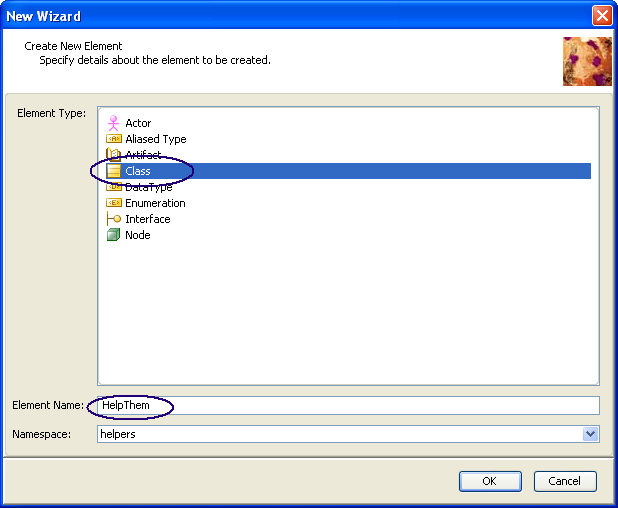 New Wizard
Create New Element
Specify details about the element to be created.
Element Type:
Actor
<A> Aliased Type
Artifact
Class
<D> DataType
<E> Enumeration
Interface
Node
Element Name: HelpThem
Namespace: helpers
OK Cancel